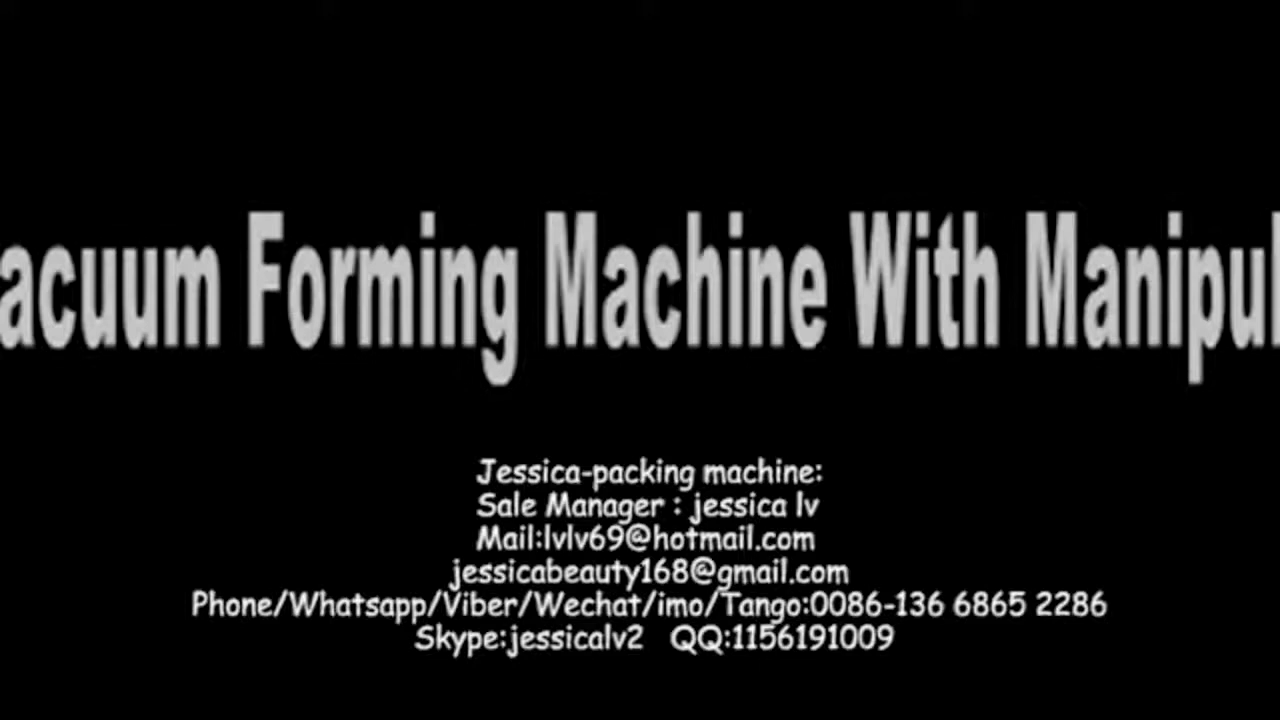 acuum Forming Machine With Manipul
Jessica-packing machine:
Sale Manager : jessica lv
Mail:lvlv69@hotmail.com
jessicabeauty168@gmail.com
Phone/Whatsapp/Viber/Wechat/imo/Tango:0086-136 6865 2286
Skype:jessicalv2 QQ:1156191009